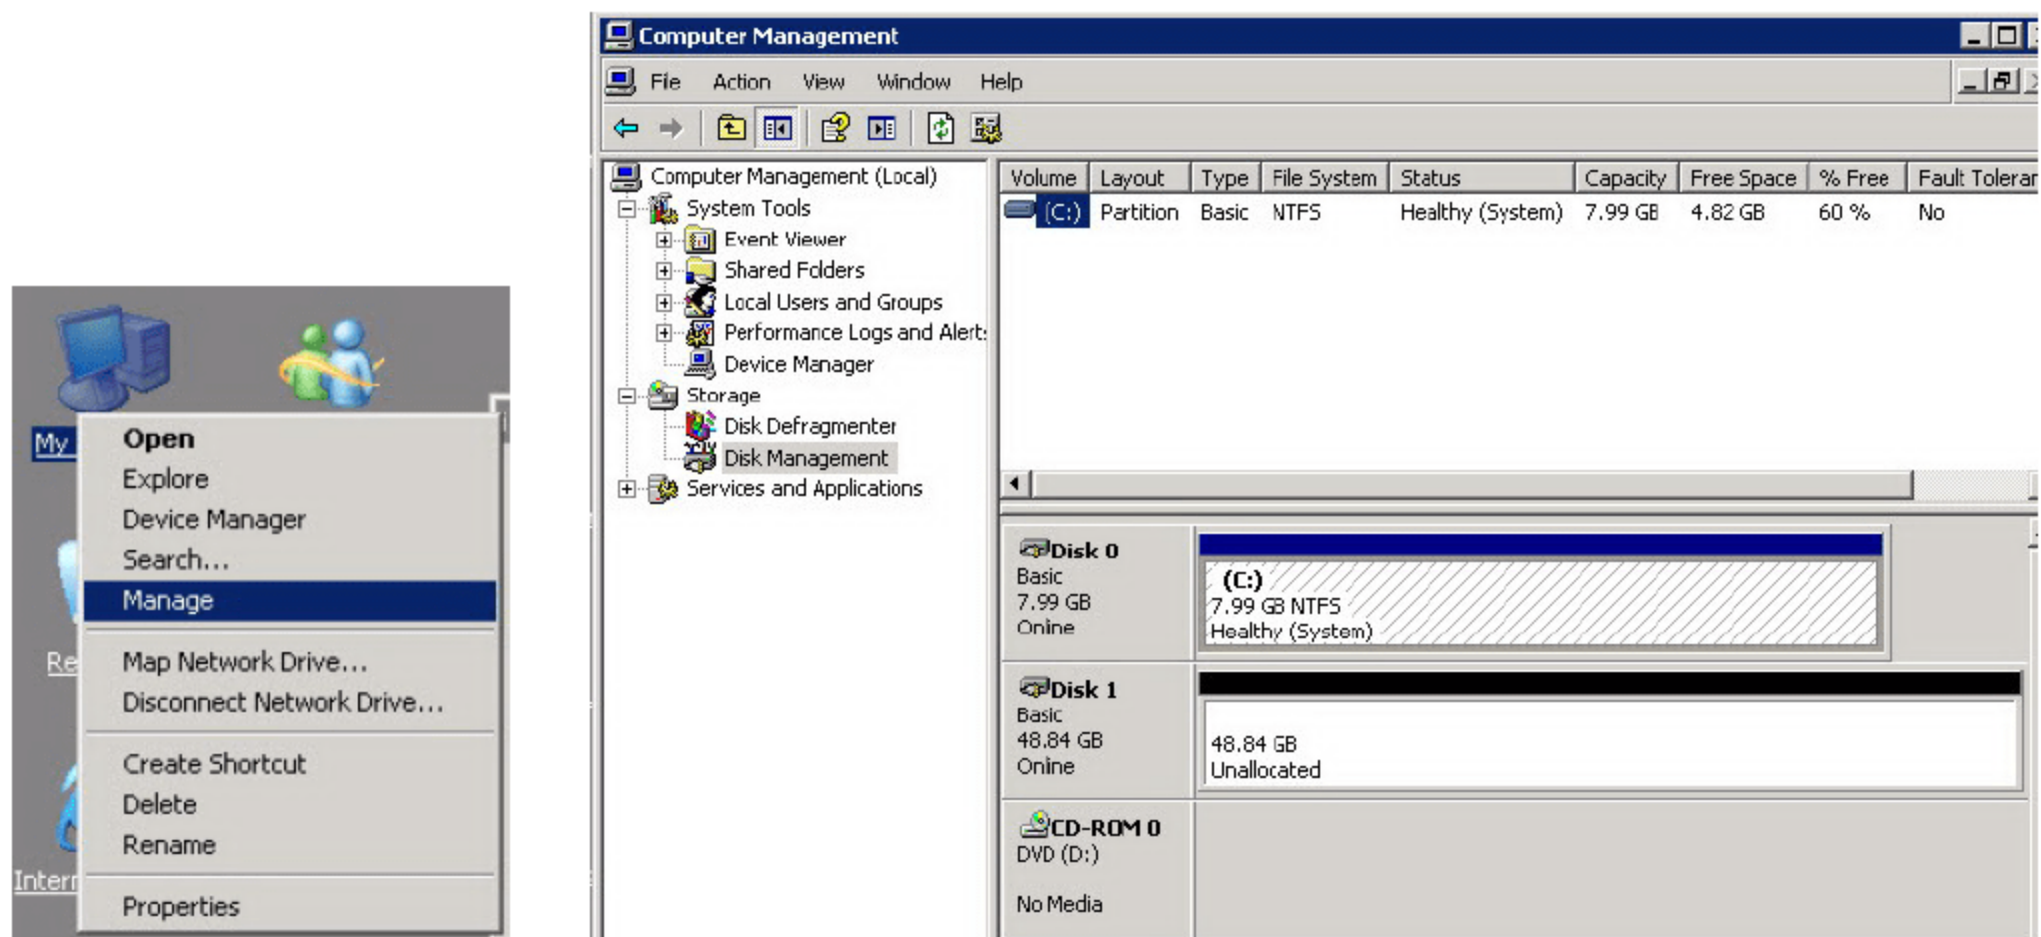 My
Re
Intern
Open
Explore
Device Manager
Search...
Manage
Map Network Drive...
Disconnect Network Drive...
Create Shortcut
Delete
Rename
Properties
Computer Management
File Action View Window Help
Computer Management (Local)
System Tools
Event Viewer
Shared Folders
Local Users and Groups
Performance Logs and Alerts
Device Manager
Storage
Disk Defragmenter
Disk Management
Services and Applications
Volume Layout Type File System Status Capacity Free Space % Free Fault Toleran
(C:) Partition Basic NTFS Healthy (System) 7.99 GB 4.82 GB 60 % No
Disk 0
Basic
7.99 GB
Online
(C:)
7.99 GB NTFS
Healthy (System)
Disk 1
Basic
48.84 GB
Online
48.84 GB
Unallocated
CD-ROM 0
DVD (D:)
No Media